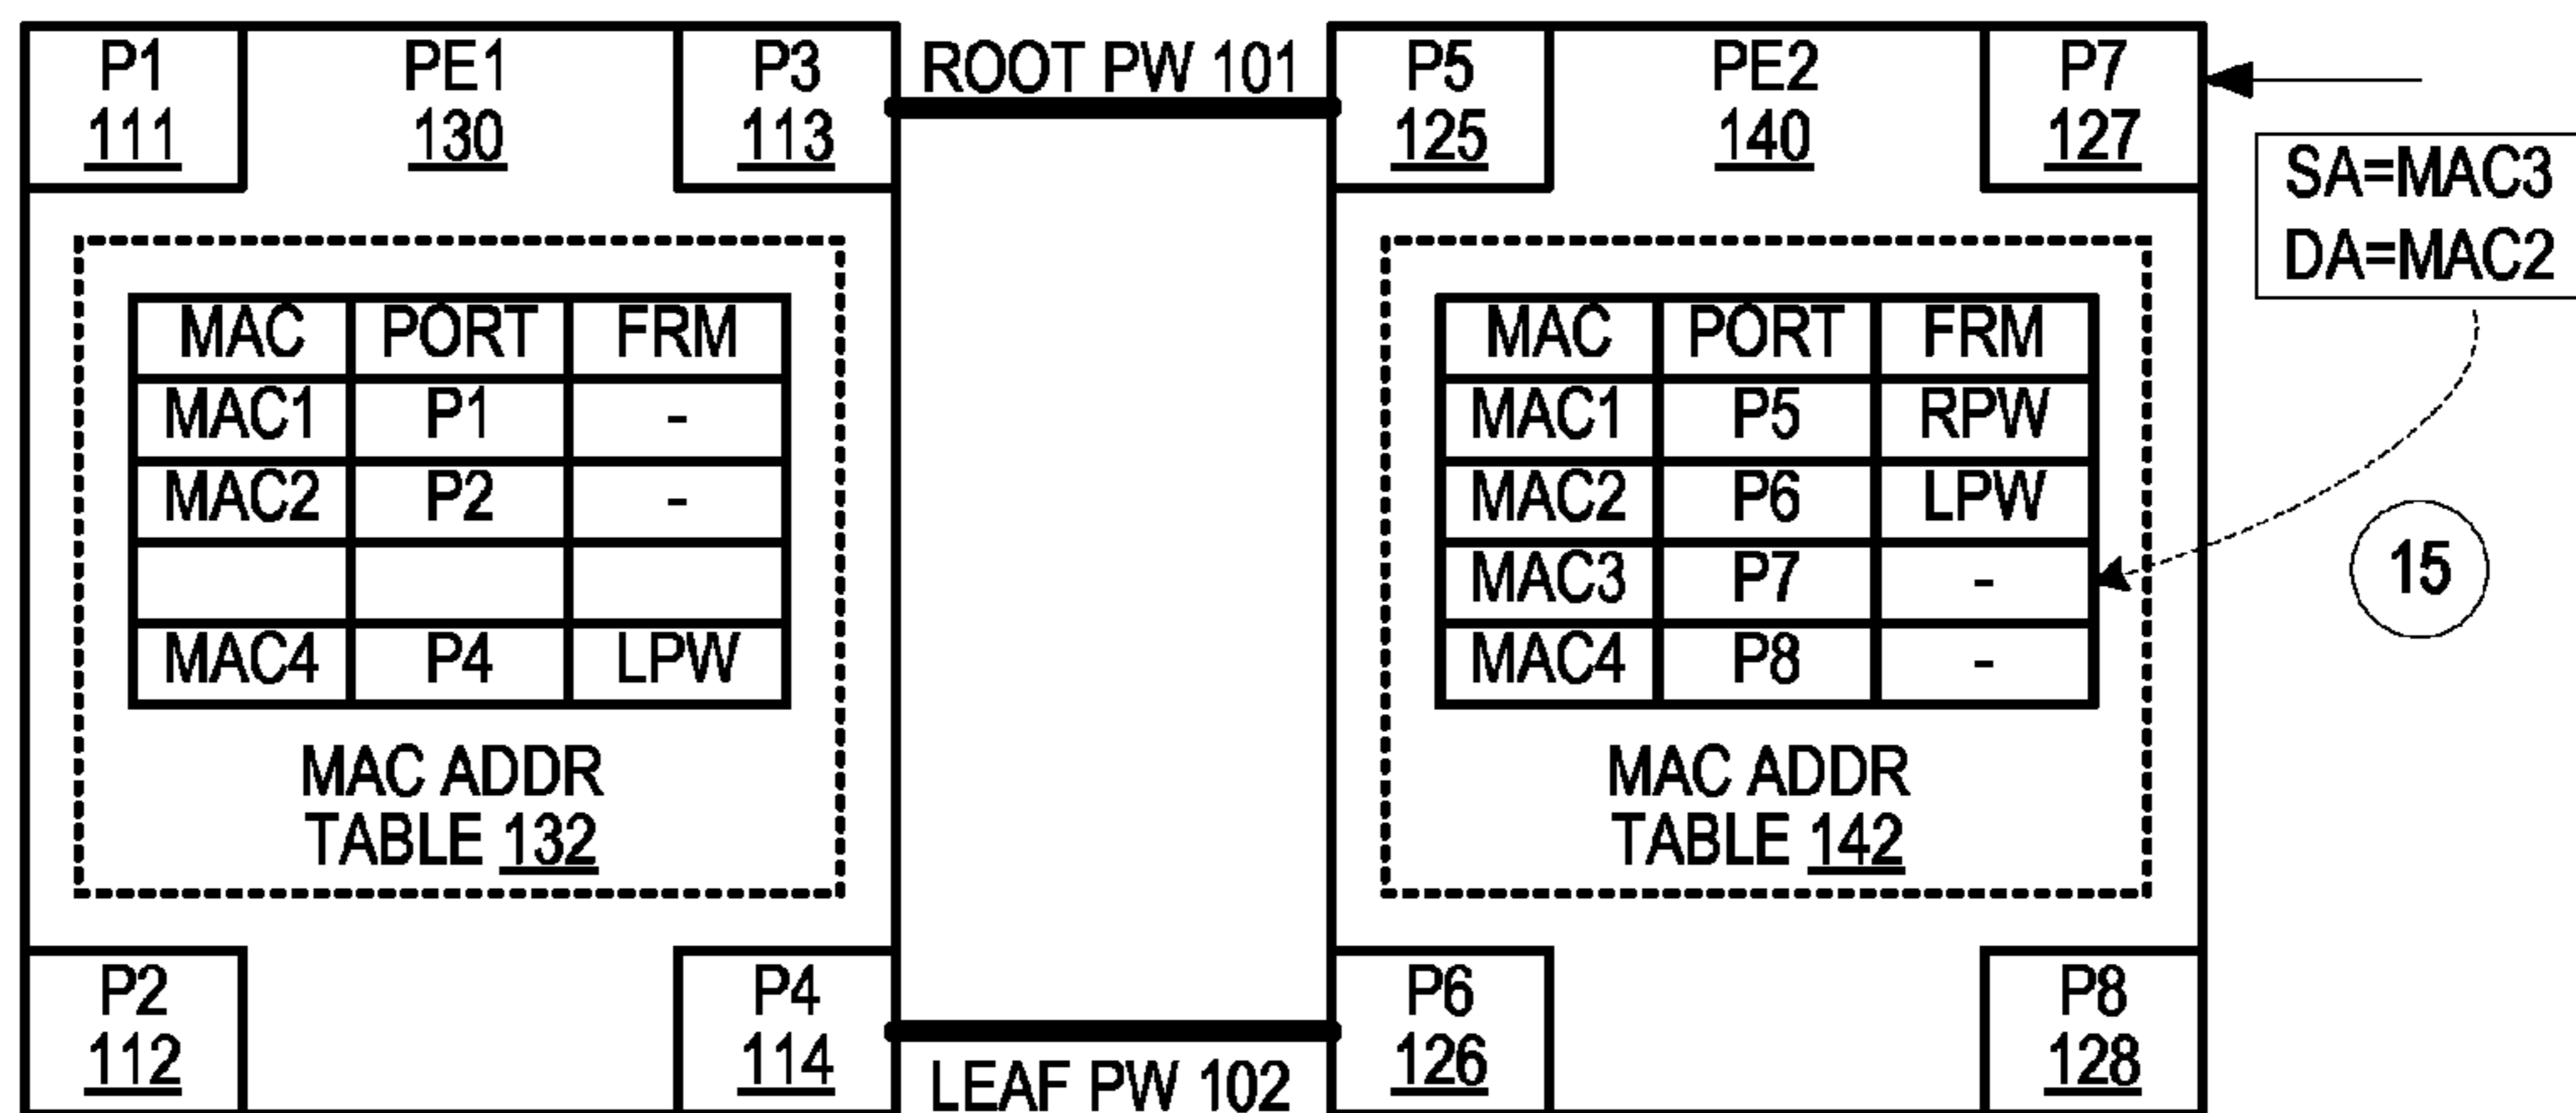 P1
111
PE1
130
P3
113
ROOT PW 101
P5
125
PE2
140
P7
127
SA=MAC3
DA=MAC2
MAC PORT FRM
MAC1 P1 -
MAC2 P2 -
MAC4 P4 LPW
MAC ADDR
TABLE 132
MAC PORT FRM
MAC1 P5 RPW
MAC2 P6 LPW
MAC3 P7 -
MAC4 P8 -
MAC ADDR
TABLE 142
15
P2
112
P4
114
LEAF PW 102
P6
126
P8
128